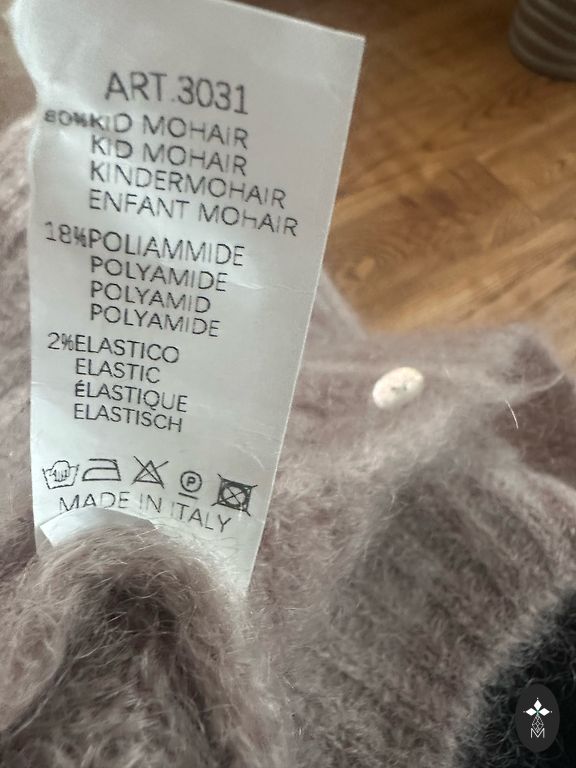 ART.3031
80%KID MOHAIR
KID MOHAIR
KINDERMOHAIR
ENFANT MOHAIR
18%POLIAMMIDE
POLYAMIDE
POLYAMID
POLYAMIDE
2%ELASTICO
ELASTIC
ÉLASTIQUE
ELASTISCH
P
MADE IN ITALY
M